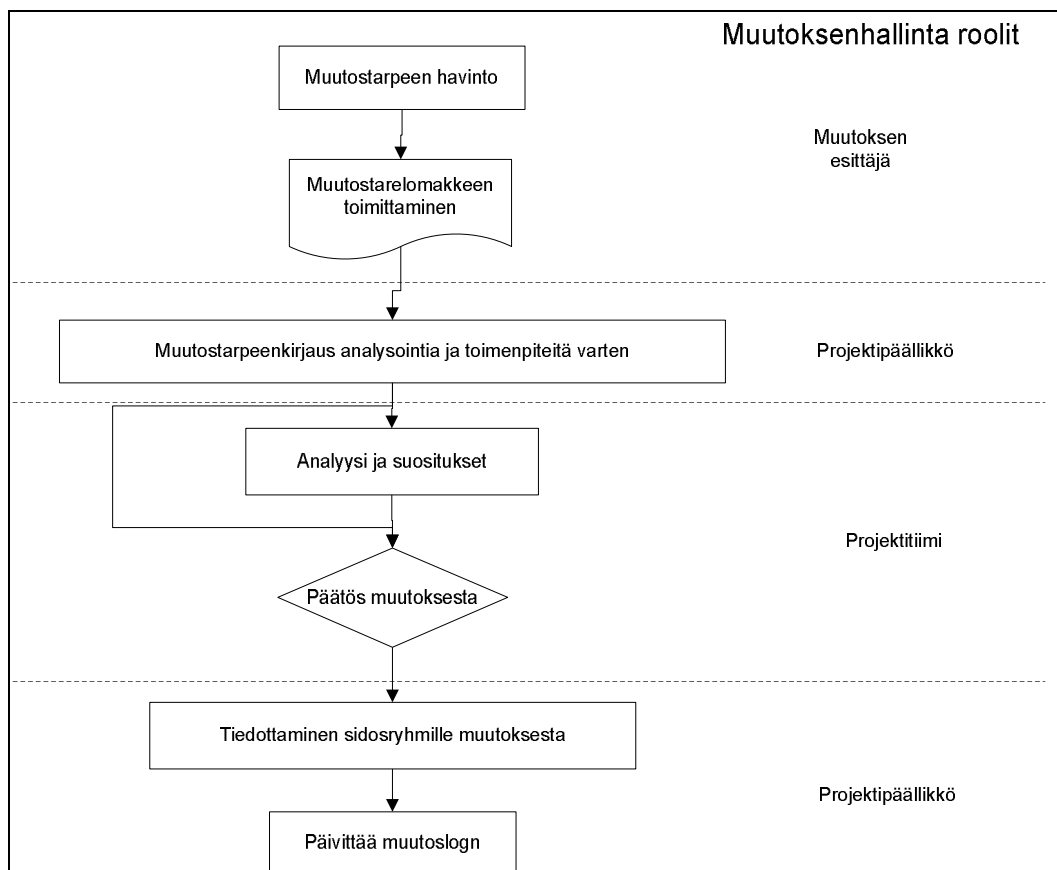 Muutoksenhallinta roolit
Muutostarpeen havinto
Muutoksen
esittäjä
Muutostarelomakkeen
toimittaminen
Muutostarpeenkirjaus analysointia ja toimenpiteitä varten
Projektipäällikkö
Analyysi ja suositukset
Projektitiimi
Päätös muutoksesta
Tiedottaminen sidosryhmille muutoksesta
Projektipäällikkö
Päivittää muutoslogn